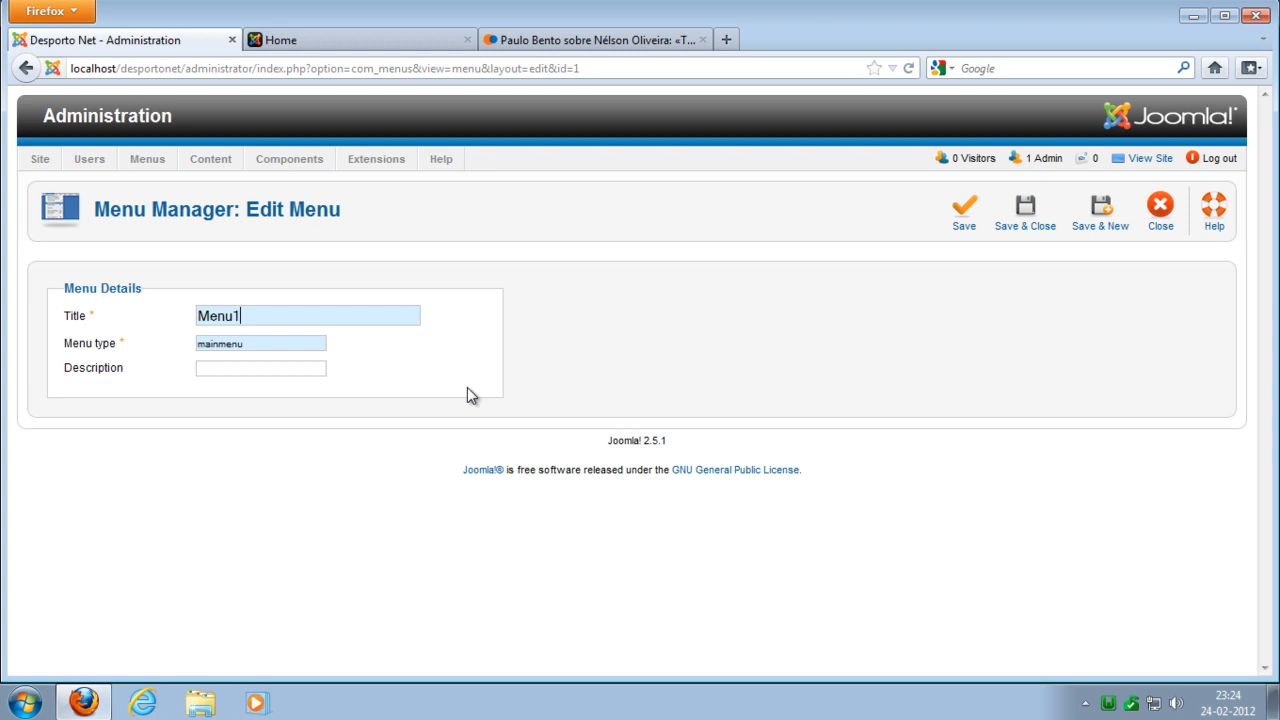 Firefox
Desporto Net - Administration
Home
Paulo Bento sobre Nélson Oliveira: «T...
localhost/desportonet/administrator/index.php?option=com_menus&view=menu&layout=edit&id=1
Google
Administration
Joomla!
Site Users Menus Content Components Extensions Help
0 Visitors 1 Admin 0 View Site Log out
Menu Manager: Edit Menu
Save Save & Close Save & New Close Help
Menu Details
Title * Menu1
Menu type * mainmenu
Description
Joomla! 2.5.1
Joomla!® is free software released under the GNU General Public License.
23:24
24-02-2012